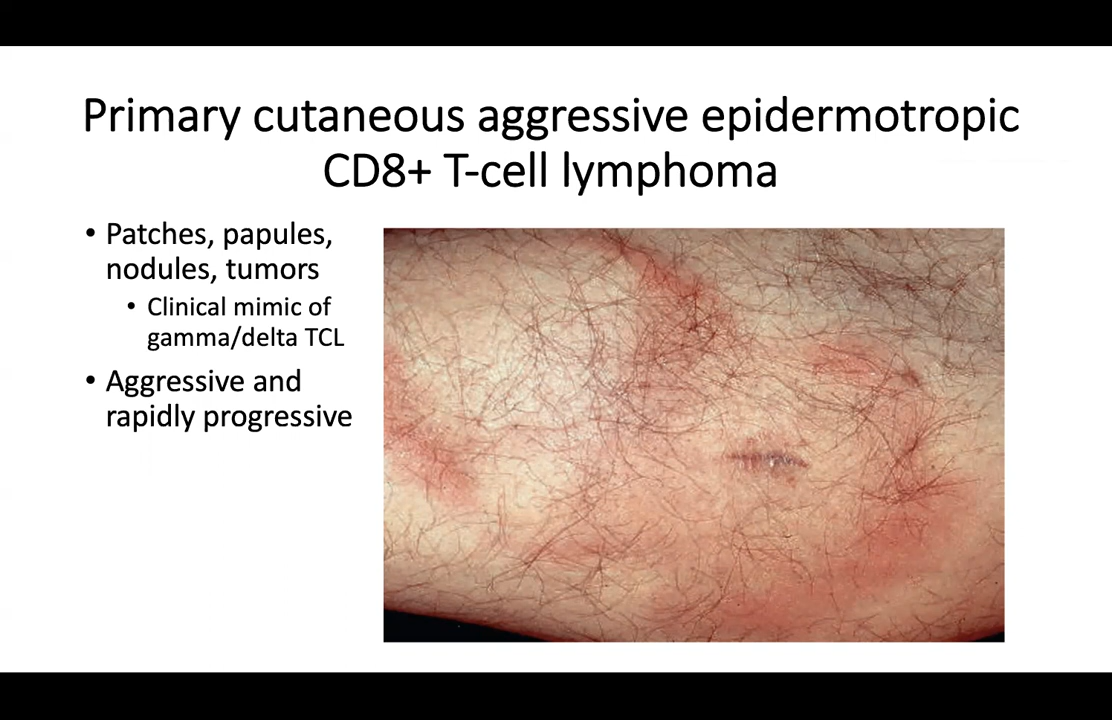 Primary cutaneous aggressive epidermotropic
CD8+ T-cell lymphoma
• Patches, papules,
nodules, tumors
• Clinical mimic of
gamma/delta TCL
• Aggressive and
rapidly progressive